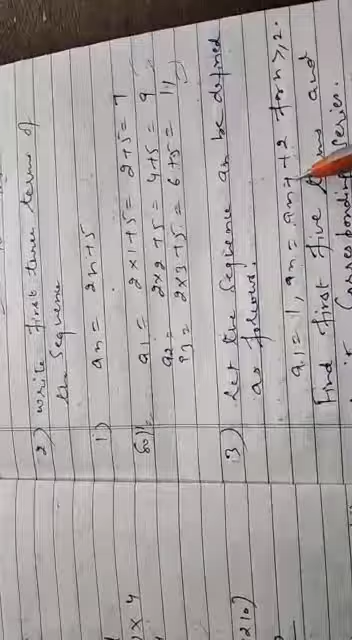 2) write first three terms of
the sequence
i) an = 2n+5
Sol)
a1 = 2×1+5 = 2+5 = 7
a2 = 2×2+5 = 4+5 = 9
a3 = 2×3+5 = 6+5 = 11
3) let the sequence an be defined
as follows:
a1 = 1, an = an-1 + 2 for n ≥ 2.
Find first five terms and
corresponding series.
× 4
210)